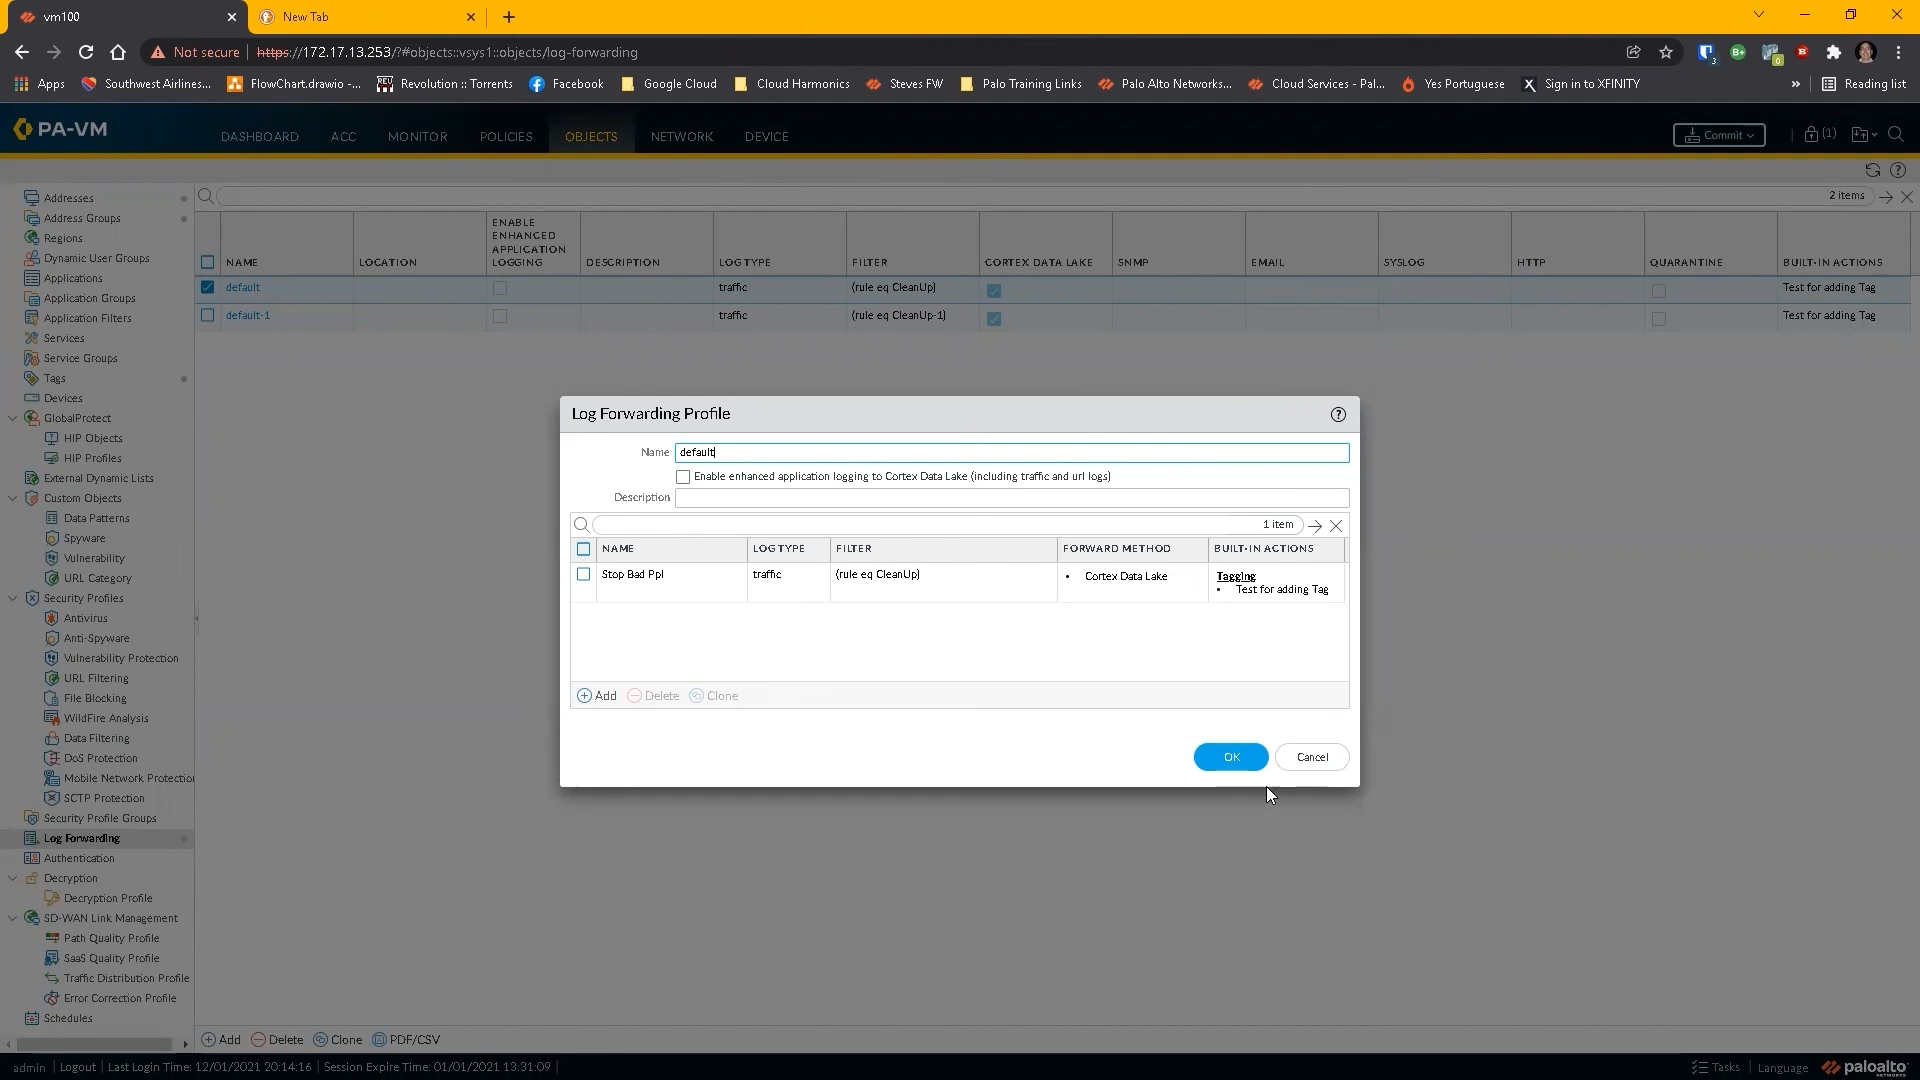 vm100
New Tab
Not secure https://172.17.13.253/?#objects::vsys1::objects/log-forwarding
Apps Southwest Airlines... FlowChart.drawio -... Revolution :: Torrents Facebook Google Cloud Cloud Harmonics Steves FW Palo Training Links Palo Alto Networks... Cloud Services - Pal... Yes Portuguese Sign in to XFINITY » Reading list
PA-VM DASHBOARD ACC MONITOR POLICIES OBJECTS NETWORK DEVICE Commit (1)
Addresses
Address Groups
Regions
Dynamic User Groups
Applications
Application Groups
Application Filters
Services
Service Groups
Tags
Devices
GlobalProtect
HIP Objects
HIP Profiles
External Dynamic Lists
Custom Objects
Data Patterns
Spyware
Vulnerability
URL Category
Security Profiles
Antivirus
Anti-Spyware
Vulnerability Protection
URL Filtering
File Blocking
WildFire Analysis
Data Filtering
DoS Protection
Mobile Network Protectio
SCTP Protection
Security Profile Groups
Log Forwarding
Authentication
Decryption
Decryption Profile
SD-WAN Link Management
Path Quality Profile
SaaS Quality Profile
Traffic Distribution Profile
Error Correction Profile
Schedules
2 items
NAME LOCATION ENABLE ENHANCED APPLICATION LOGGING DESCRIPTION LOG TYPE FILTER CORTEX DATA LAKE SNMP EMAIL SYSLOG HTTP QUARANTINE BUILT-IN ACTIONS
default traffic (rule eq CleanUp) Test for adding Tag
default-1 traffic (rule eq CleanUp-1) Test for adding Tag
Log Forwarding Profile
Name default
Enable enhanced application logging to Cortex Data Lake (including traffic and url logs)
Description
1 item
NAME LOG TYPE FILTER FORWARD METHOD BUILT-IN ACTIONS
Stop Bad Ppl traffic (rule eq CleanUp) • Cortex Data Lake Tagging
• Test for adding Tag
Add Delete Clone
OK Cancel
Add Delete Clone PDF/CSV
admin | Logout | Last Login Time: 12/01/2021 20:14:16 | Session Expire Time: 01/01/2021 13:31:09 | Tasks | Language paloalto NETWORKS